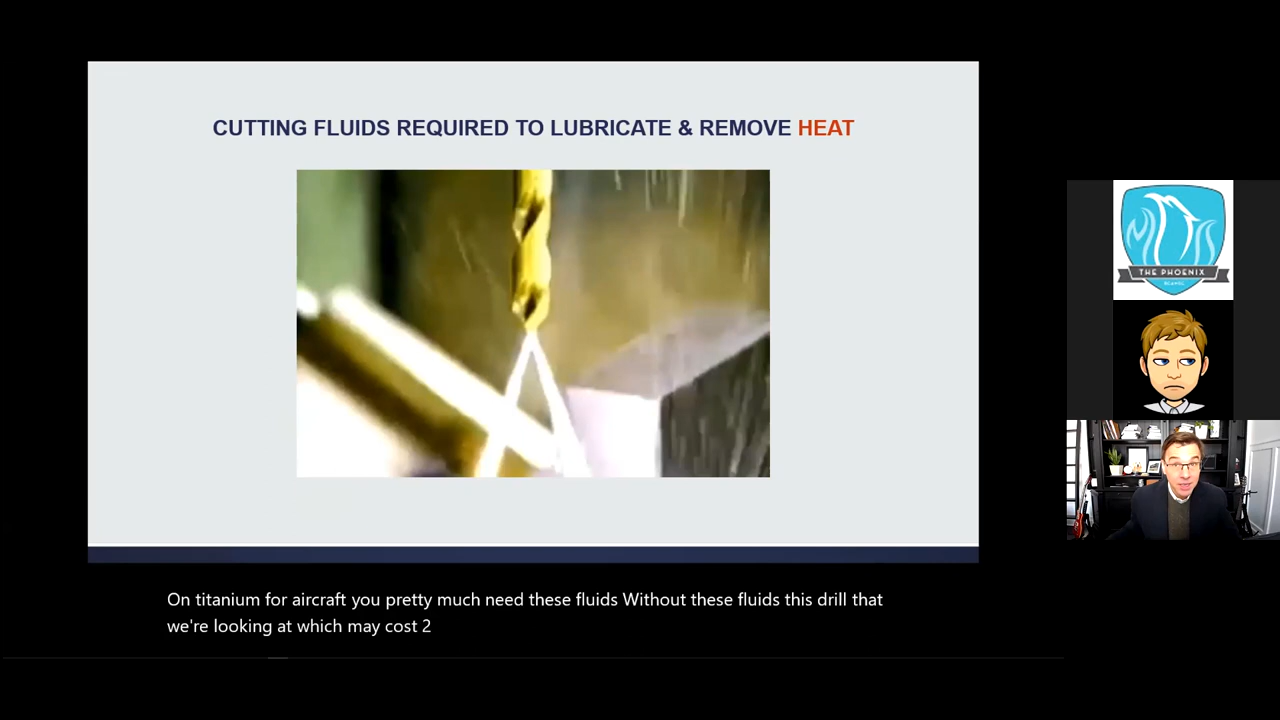 CUTTING FLUIDS REQUIRED TO LUBRICATE & REMOVE HEAT
THE PHOENIX
On titanium for aircraft you pretty much need these fluids Without these fluids this drill that
we're looking at which may cost 2